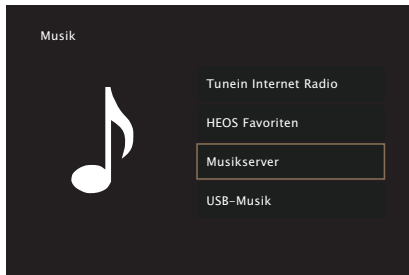 Musik
Tunein Internet Radio
HEOS Favoriten
Musikserver
USB-Musik